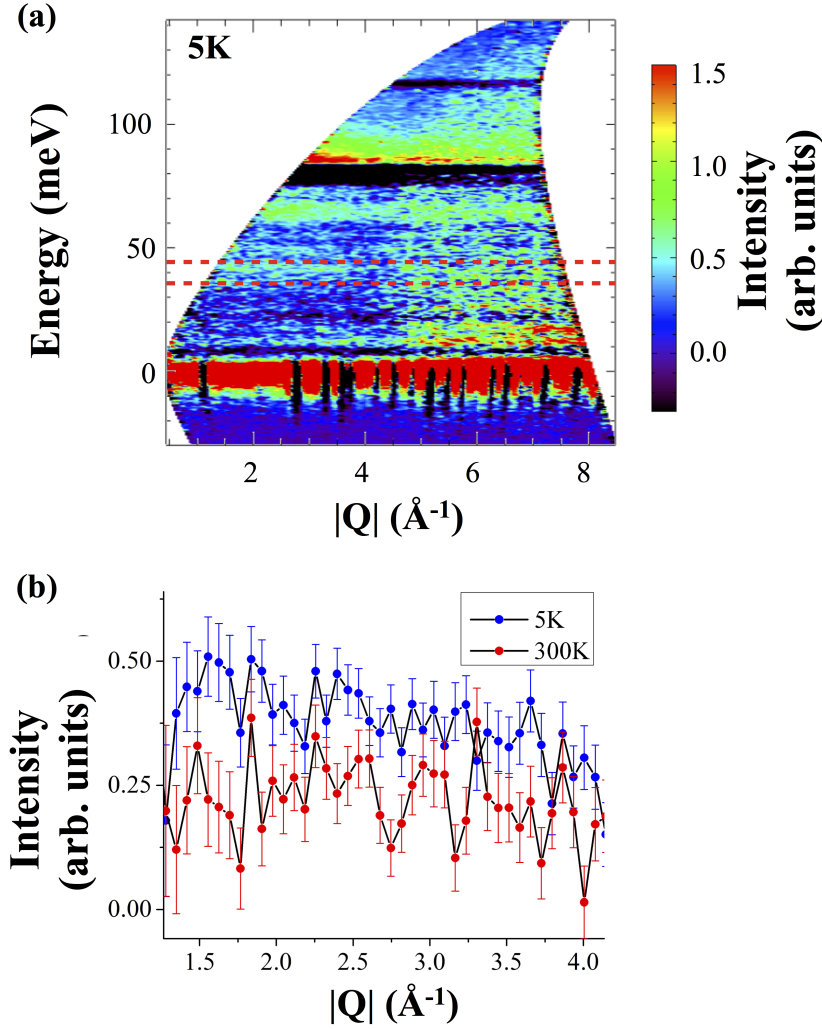 (a)
5K
100
50
0
Energy (meV)
2 4 6 8
|Q| (Å-1)
1.5
1.0
0.5
0.0
Intensity
(arb. units)
(b)
5K
300K
0.50
0.25
0.00
Intensity
(arb. units)
1.5 2.0 2.5 3.0 3.5 4.0
|Q| (Å-1)